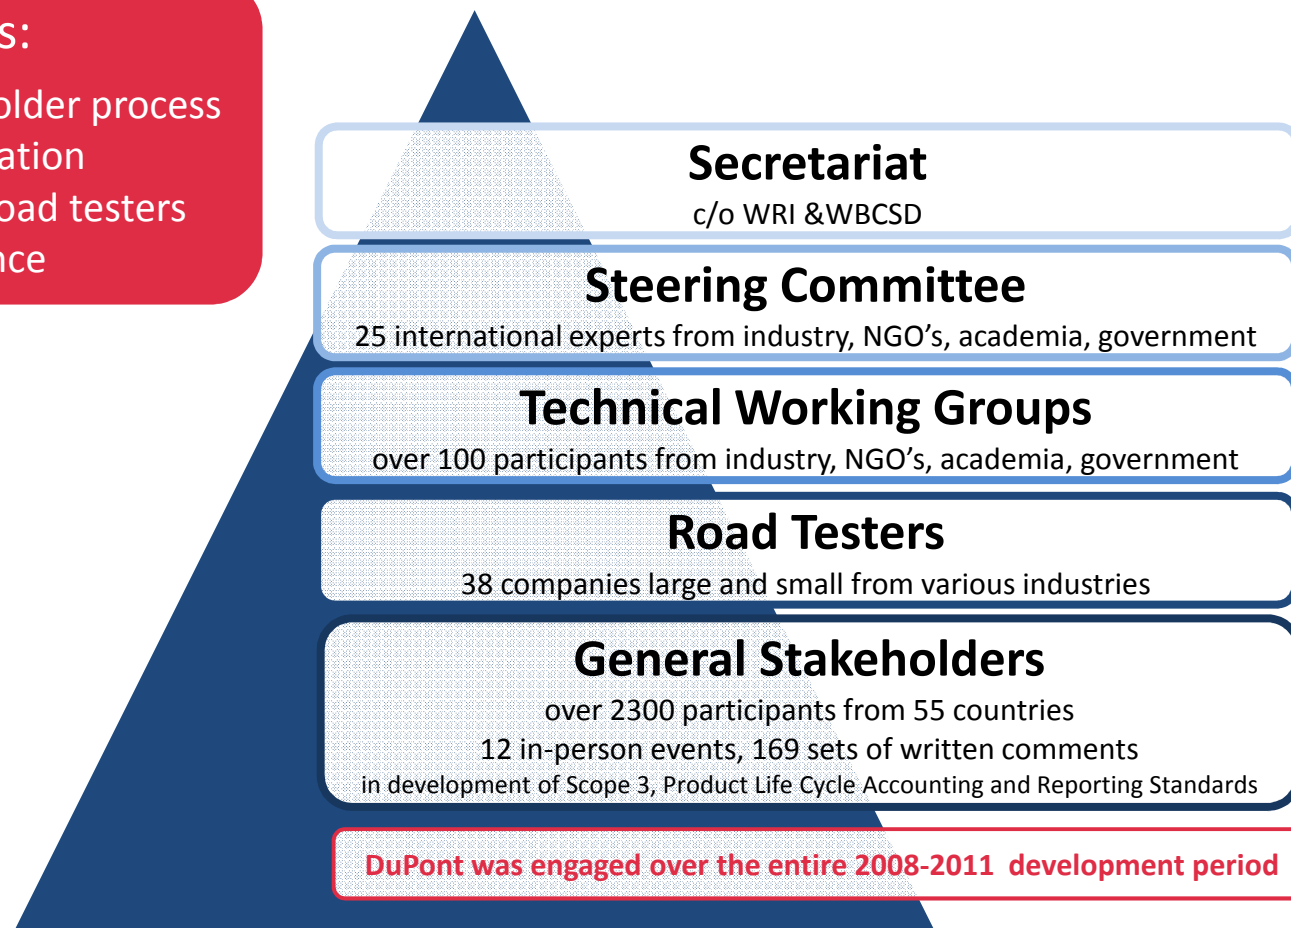 s:
older process
ation
oad testers
nce
Secretariat
c/o WRI &WBCSD
Steering Committee
25 international experts from industry, NGO’s, academia, government
Technical Working Groups
over 100 participants from industry, NGO’s, academia, government
Road Testers
38 companies large and small from various industries
General Stakeholders
over 2300 participants from 55 countries
12 in-person events, 169 sets of written comments
in development of Scope 3, Product Life Cycle Accounting and Reporting Standards
DuPont was engaged over the entire 2008-2011 development period